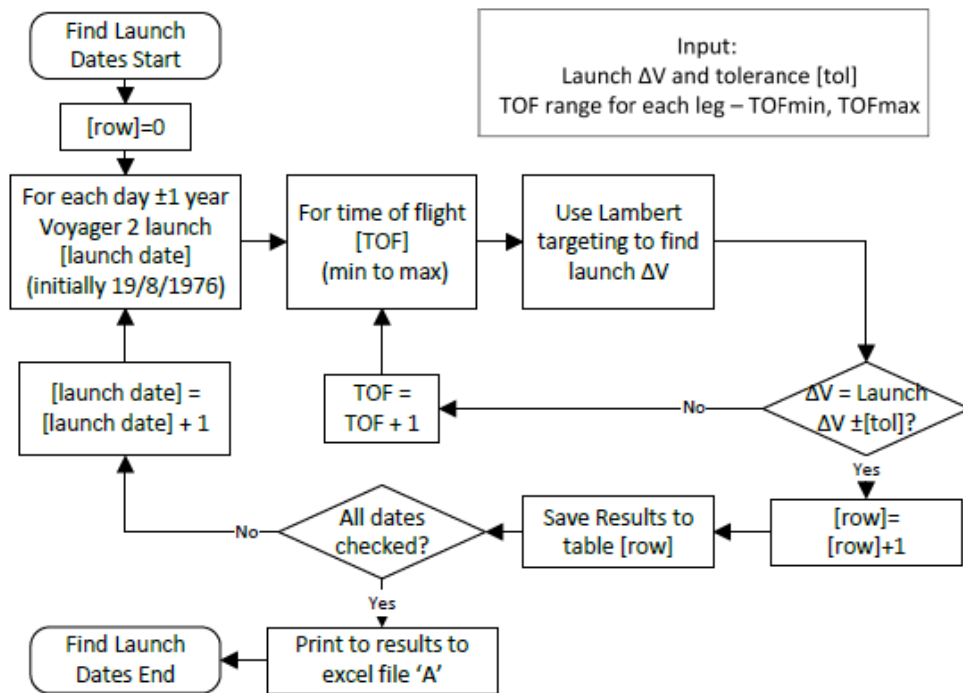 Find Launch
Dates Start
Input:
Launch ΔV and tolerance [tol]
TOF range for each leg – TOFmin, TOFmax
[row]=0
For each day ±1 year
Voyager 2 launch
[launch date]
(initially 19/8/1976)
For time of flight
[TOF]
(min to max)
Use Lambert
targeting to find
launch ΔV
[launch date] =
[launch date] + 1
TOF =
TOF + 1
No
ΔV = Launch
ΔV ±[tol]?
Yes
No
All dates
checked?
Save Results to
table [row]
[row]=
[row]+1
Yes
Find Launch
Dates End
Print to results to
excel file ‘A’